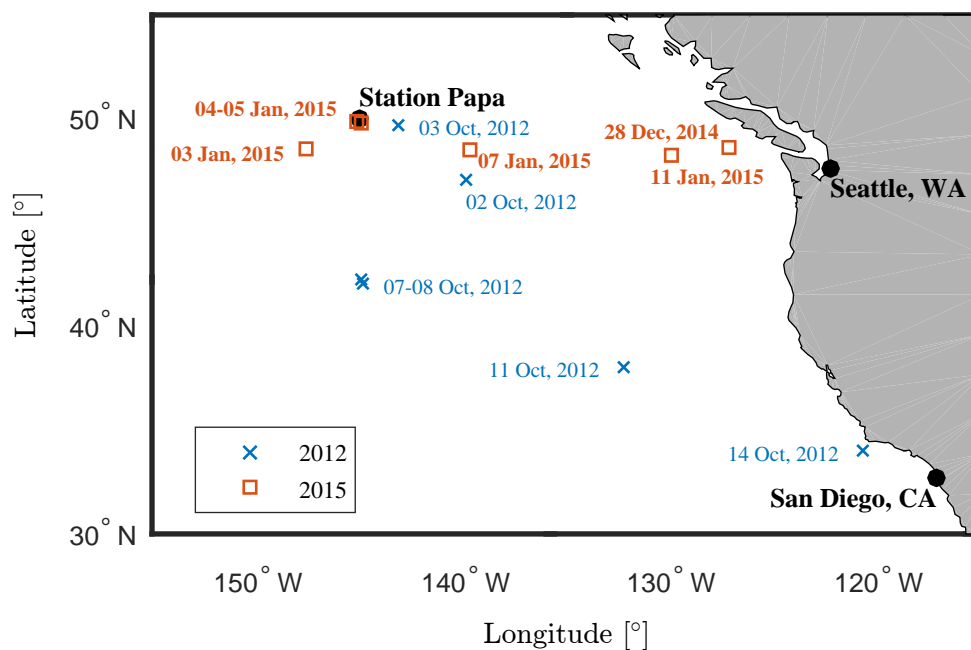 50° N
40° N
30° N
Latitude [°]
04-05 Jan, 2015
Station Papa
03 Oct, 2012
03 Jan, 2015
07 Jan, 2015
28 Dec, 2014
11 Jan, 2015
02 Oct, 2012
Seattle, WA
07-08 Oct, 2012
11 Oct, 2012
14 Oct, 2012
San Diego, CA
2012
2015
150° W
140° W
130° W
120° W
Longitude [°]